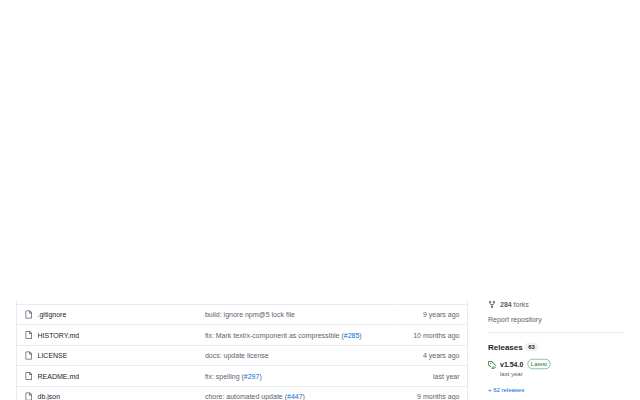 .gitignore build: ignore npm@5 lock file 9 years ago
HISTORY.md fix: Mark text/x-component as compressible (#285) 10 months ago
LICENSE docs: update license 4 years ago
README.md fix: spelling (#297) last year
db.json chore: automated update (#447) 9 months ago
284 forks
Report repository
Releases 63
v1.54.0 Latest
last year
+ 62 releases